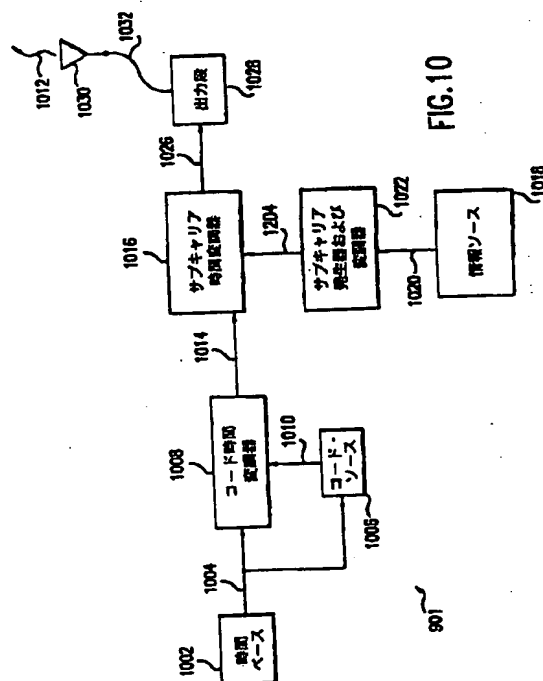 FIG.10
901
1002
時間
ベース
1004
1008
コード時間
変調器
1010
コード・
ソース
1006
1014
1016
サブキャリア
時間変調器
1204
サブキャリア
発生器および
変調器
1022
1020
情報ソース
1018
1026
出力段
1028
1032
1030
1012